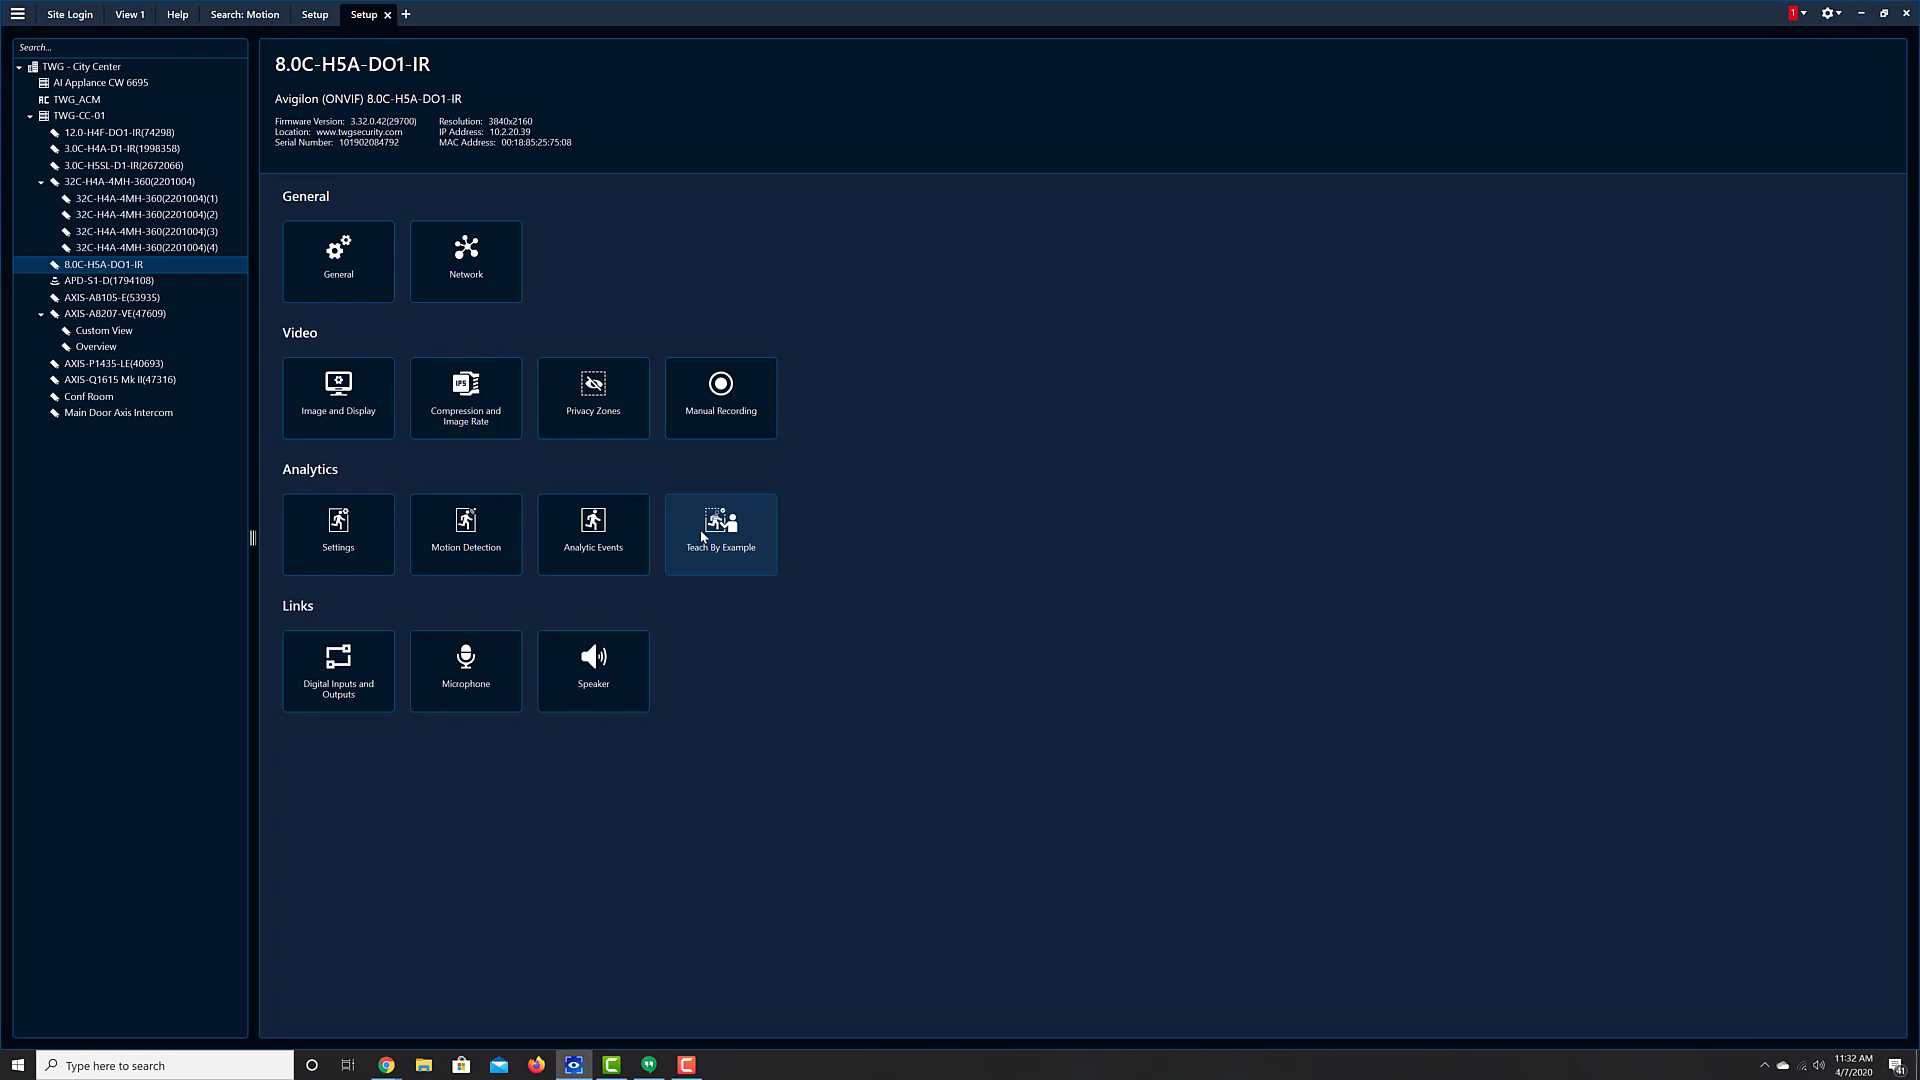 Site Login
View 1
Help
Search: Motion
Setup
Setup
1
Search...
TWG - City Center
AI Applance CW 6695
TWG_ACM
TWG-CC-01
12.0-H4F-DO1-IR(74298)
3.0C-H4A-D1-IR(1998358)
3.0C-H5SL-D1-IR(2672066)
32C-H4A-4MH-360(2201004)
32C-H4A-4MH-360(2201004)(1)
32C-H4A-4MH-360(2201004)(2)
32C-H4A-4MH-360(2201004)(3)
32C-H4A-4MH-360(2201004)(4)
8.0C-H5A-DO1-IR
APD-S1-D(1794108)
AXIS-A8105-E(53935)
AXIS-A8207-VE(47609)
Custom View
Overview
AXIS-P1435-LE(40693)
AXIS-Q1615 Mk II(47316)
Conf Room
Main Door Axis Intercom
8.0C-H5A-DO1-IR
Avigilon (ONVIF) 8.0C-H5A-DO1-IR
Firmware Version: 3.32.0.42(29700)
Resolution: 3840x2160
Location: www.twgsecurity.com
IP Address: 10.2.20.39
Serial Number: 101902084792
MAC Address: 00:18:85:25:75:08
General
General
Network
Video
Image and Display
IPS
Compression and
Image Rate
Privacy Zones
Manual Recording
Analytics
Settings
Motion Detection
Analytic Events
Teach By Example
Links
Digital Inputs and
Outputs
Microphone
Speaker
Type here to search
11:32 AM
4/7/2020
41